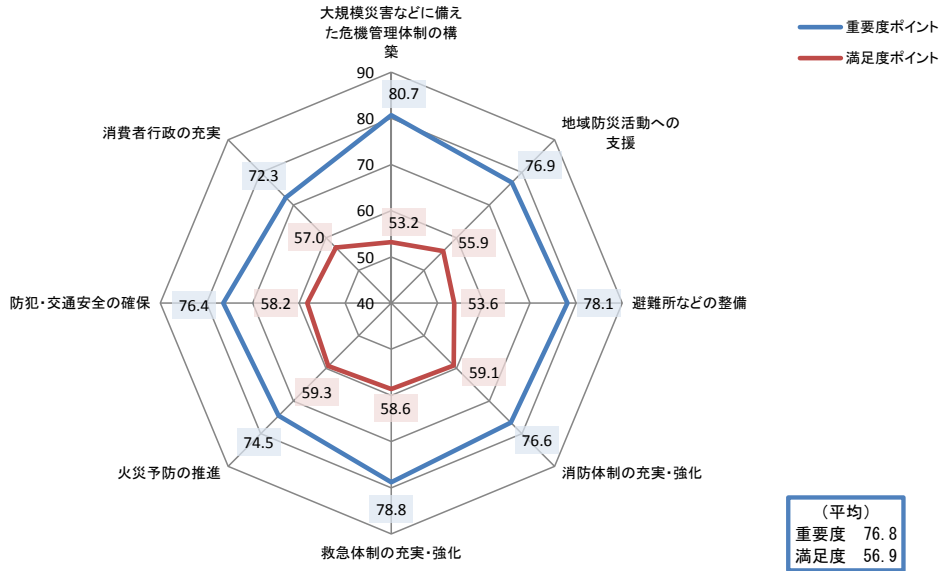 大規模災害などに備え
た危機管理体制の構
築
重要度ポイント
満足度ポイント
90
80.7
80
消費者行政の充実
地域防災活動への
支援
72.3
70
76.9
60
53.2
57.0
55.9
50
防犯・交通安全の確保
76.4
58.2
40
53.6
78.1
避難所などの整備
59.3
59.1
58.6
74.5
76.6
火災予防の推進
消防体制の充実・強化
78.8
救急体制の充実・強化
（平均）
重要度 76.8
満足度 56.9